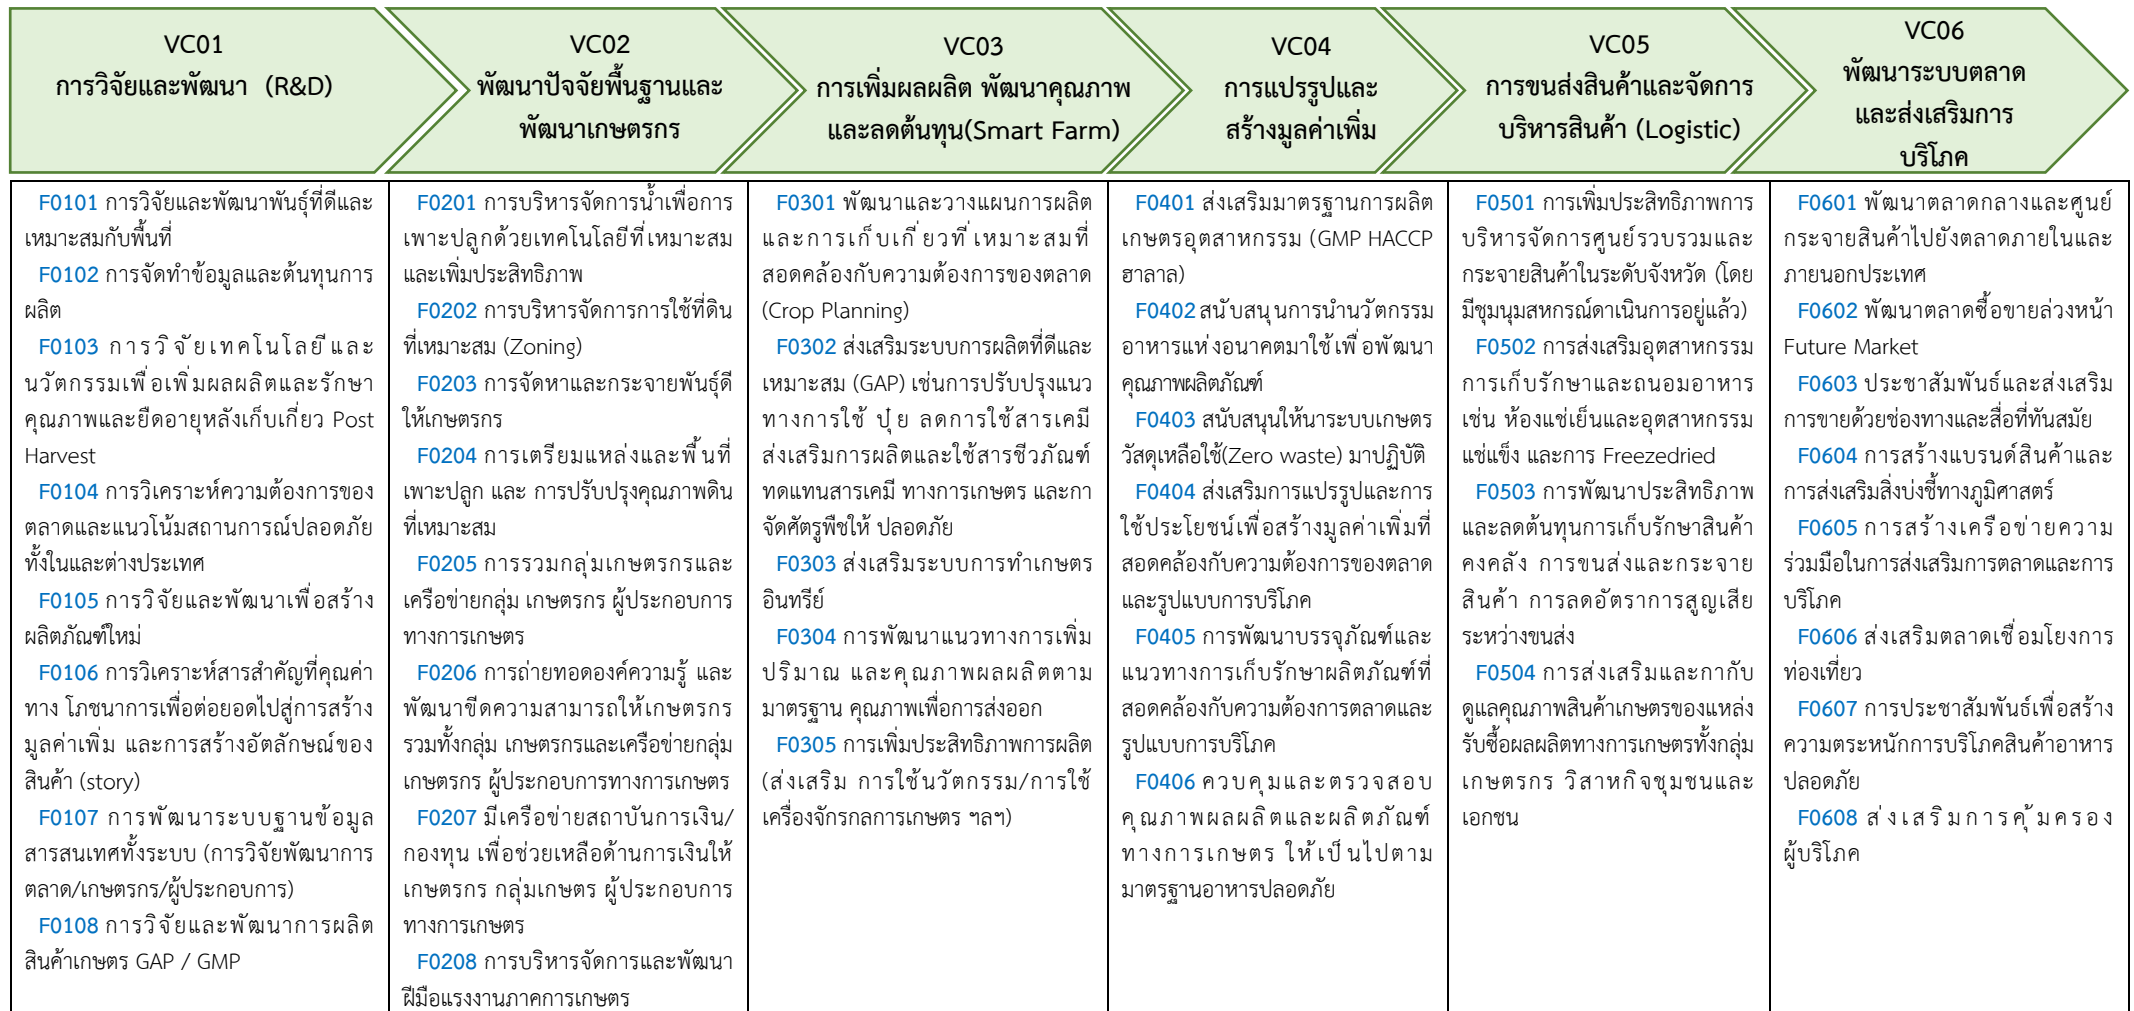 VC01
การวิจัยและพัฒนา (R&D)
VC02
พัฒนาปัจจัยพื้นฐานและ
พัฒนาเกษตรกร
VC03
การเพิ่มผลผลิต พัฒนาคุณภาพ
และลดต้นทุน(Smart Farm)
VC04
การแปรรูปและ
สร้างมูลค่าเพิ่ม
VC05
การขนส่งสินค้าและจัดการ
บริหารสินค้า (Logistic)
VC06
พัฒนาระบบตลาด
และส่งเสริมการ
บริโภค
F0101 การวิจัยและพัฒนาพันธุ์ที่ดีและ
เหมาะสมกับพื้นที่
F0102 การจัดทำข้อมูลและต้นทุนการ
ผลิต
F0103 การวิจัยเทคโนโลยีและ
นวัตกรรมเพื่อเพิ่มผลผลิตและรักษา
คุณภาพและยืดอายุหลังเก็บเกี่ยว Post
Harvest
F0104 การวิเคราะห์ความต้องการของ
ตลาดและแนวโน้มสถานการณ์ปลอดภัย
ทั้งในและต่างประเทศ
F0105 การวิจัยและพัฒนาเพื่อสร้าง
ผลิตภัณฑ์ใหม่
F0106 การวิเคราะห์สารสำคัญที่คุณค่า
ทาง โภชนาการเพื่อต่อยอดไปสู่การสร้าง
มูลค่าเพิ่ม และการสร้างอัตลักษณ์ของ
สินค้า (story)
F0107 การพัฒนาระบบฐานข้อมูล
สารสนเทศทั้งระบบ (การวิจัยพัฒนาการ
ตลาด/เกษตรกร/ผู้ประกอบการ)
F0108 การวิจัยและพัฒนาการผลิต
สินค้าเกษตร GAP / GMP
F0201 การบริหารจัดการน้ำเพื่อการ
เพาะปลูกด้วยเทคโนโลยีที่เหมาะสม
และเพิ่มประสิทธิภาพ
F0202 การบริหารจัดการการใช้ที่ดิน
ที่เหมาะสม (Zoning)
F0203 การจัดหาและกระจายพันธุ์ดี
ให้เกษตรกร
F0204 การเตรียมแหล่งและพื้นที่
เพาะปลูก และ การปรับปรุงคุณภาพดิน
ที่เหมาะสม
F0205 การรวมกลุ่มเกษตรกรและ
เครือข่ายกลุ่ม เกษตรกร ผู้ประกอบการ
ทางการเกษตร
F0206 การถ่ายทอดองค์ความรู้ และ
พัฒนาขีดความสามารถให้เกษตรกร
รวมทั้งกลุ่ม เกษตรกรและเครือข่ายกลุ่ม
เกษตรกร ผู้ประกอบการทางการเกษตร
F0207 มีเครือข่ายสถาบันการเงิน/
กองทุน เพื่อช่วยเหลือด้านการเงินให้
เกษตรกร กลุ่มเกษตร ผู้ประกอบการ
ทางการเกษตร
F0208 การบริหารจัดการและพัฒนา
ฝีมือแรงงานภาคการเกษตร
F0301 พัฒนาและวางแผนการผลิต
และการเก็บเกี่ยวที่เหมาะสมที่
สอดคล้องกับความต้องการของตลาด
(Crop Planning)
F0302 ส่งเสริมระบบการผลิตที่ดีและ
เหมาะสม (GAP) เช่นการปรับปรุงแนว
ทางการใช้ ปุ๋ย ลดการใช้สารเคมี
ส่งเสริมการผลิตและใช้สารชีวภัณฑ์
ทดแทนสารเคมี ทางการเกษตร และกา
จัดศัตรูพืชให้ ปลอดภัย
F0303 ส่งเสริมระบบการทำเกษตร
อินทรีย์
F0304 การพัฒนาแนวทางการเพิ่ม
ปริมาณ และคุณภาพผลผลิตตาม
มาตรฐาน คุณภาพเพื่อการส่งออก
F0305 การเพิ่มประสิทธิภาพการผลิต
(ส่งเสริม การใช้นวัตกรรม/การใช้
เครื่องจักรกลการเกษตร ฯลฯ)
F0401 ส่งเสริมมาตรฐานการผลิต
เกษตรอุตสาหกรรม (GMP HACCP
ฮาลาล)
F0402 สนับสนุนการนำนวัตกรรม
อาหารแห่งอนาคตมาใช้เพื่อพัฒนา
คุณภาพผลิตภัณฑ์
F0403 สนับสนุนให้นาระบบเกษตร
วัสดุเหลือใช้(Zero waste) มาปฏิบัติ
F0404 ส่งเสริมการแปรรูปและการ
ใช้ประโยชน์เพื่อสร้างมูลค่าเพิ่มที่
สอดคล้องกับความต้องการของตลาด
และรูปแบบการบริโภค
F0405 การพัฒนาบรรจุภัณฑ์และ
แนวทางการเก็บรักษาผลิตภัณฑ์ที่
สอดคล้องกับความต้องการตลาดและ
รูปแบบการบริโภค
F0406 ควบคุมและตรวจสอบ
คุณภาพผลผลิตและผลิตภัณฑ์
ทางการเกษตร ให้เป็นไปตาม
มาตรฐานอาหารปลอดภัย
F0501 การเพิ่มประสิทธิภาพการ
บริหารจัดการศูนย์รวบรวมและ
กระจายสินค้าในระดับจังหวัด (โดย
มีชุมนุมสหกรณ์ดาเนินการอยู่แล้ว)
F0502 การส่งเสริมอุตสาหกรรม
การเก็บรักษาและถนอมอาหาร
เช่น ห้องแช่เย็นและอุตสาหกรรม
แช่แข็ง และการ Freezedried
F0503 การพัฒนาประสิทธิภาพ
และลดต้นทุนการเก็บรักษาสินค้า
คงคลัง การขนส่งและกระจาย
สินค้า การลดอัตราการสูญเสีย
ระหว่างขนส่ง
F0504 การส่งเสริมและกากับ
ดูแลคุณภาพสินค้าเกษตรของแหล่ง
รับซื้อผลผลิตทางการเกษตรทั้งกลุ่ม
เกษตรกร วิสาหกิจชุมชนและ
เอกชน
F0601 พัฒนาตลาดกลางและศูนย์
กระจายสินค้าไปยังตลาดภายในและ
ภายนอกประเทศ
F0602 พัฒนาตลาดซื้อขายล่วงหน้า
Future Market
F0603 ประชาสัมพันธ์และส่งเสริม
การขายด้วยช่องทางและสื่อที่ทันสมัย
F0604 การสร้างแบรนด์สินค้าและ
การส่งเสริมสิ่งบ่งชี้ทางภูมิศาสตร์
F0605 การสร้างเครือข่ายความ
ร่วมมือในการส่งเสริมการตลาดและการ
บริโภค
F0606 ส่งเสริมตลาดเชื่อมโยงการ
ท่องเที่ยว
F0607 การประชาสัมพันธ์เพื่อสร้าง
ความตระหนักการบริโภคสินค้าอาหาร
ปลอดภัย
F0608 ส่งเสริมการคุ้มครอง
ผู้บริโภค